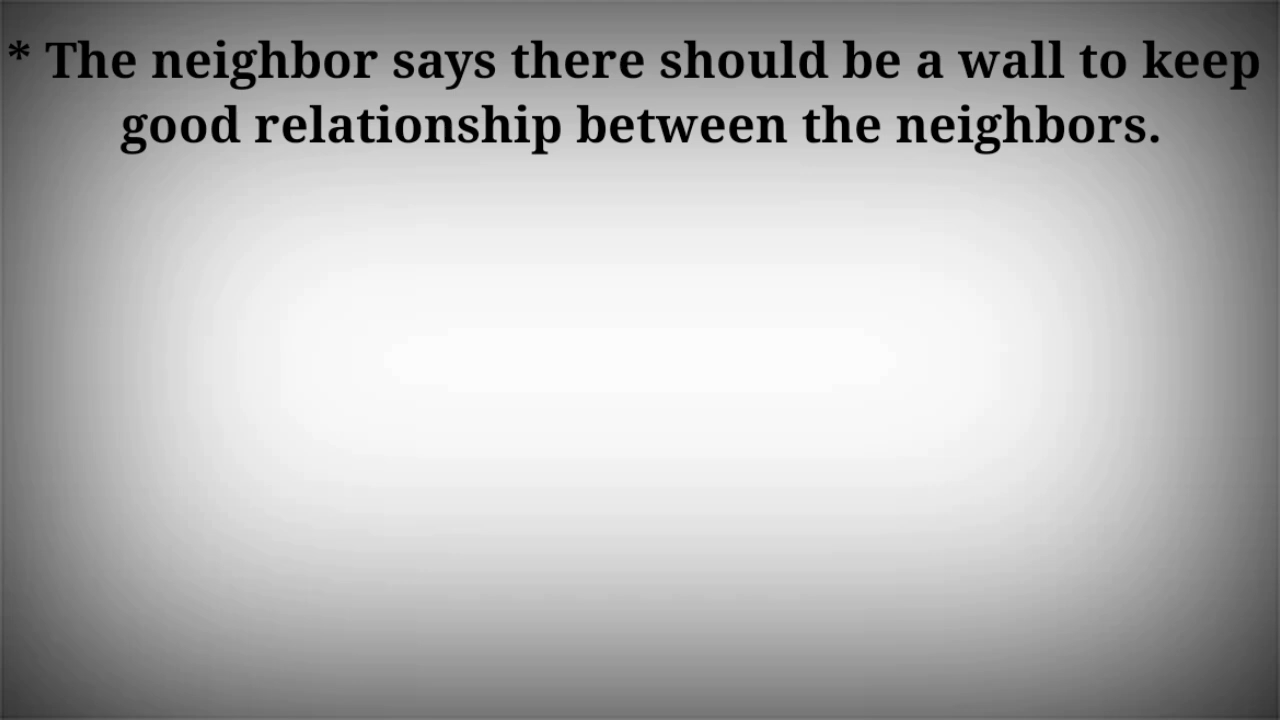 * The neighbor says there should be a wall to keep
good relationship between the neighbors.